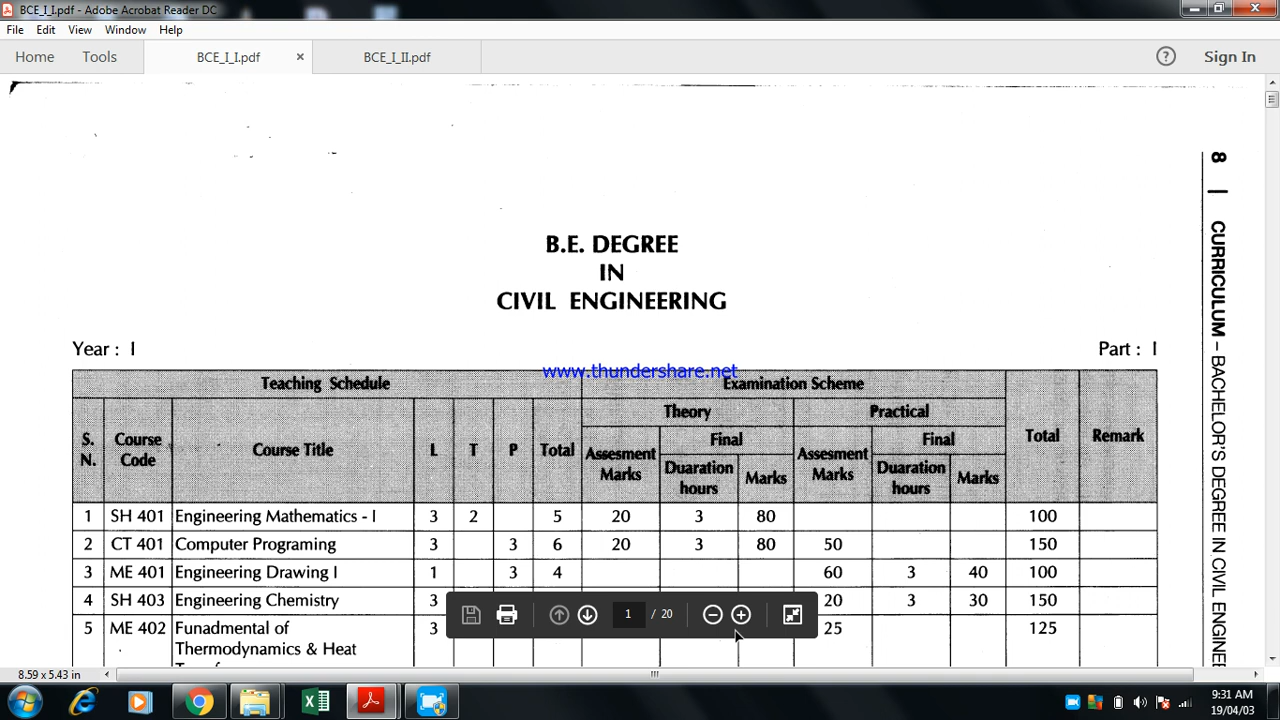 BCE_I_I.pdf - Adobe Acrobat Reader DC
File Edit View Window Help
Home Tools BCE_I_I.pdf × BCE_I_II.pdf ? Sign In
8 | CURRICULUM – BACHELOR'S DEGREE IN CIVIL ENGINEE
B.E. DEGREE
IN
CIVIL ENGINEERING
Year : I Part : I
www.thundershare.net
Teaching Schedule Examination Scheme Total Remark
Theory Practical
S. N. Course Code Course Title L T P Total Assesment Marks Final Assesment Marks Final
Duaration hours Marks Duaration hours Marks
1 SH 401 Engineering Mathematics - I 3 2 5 20 3 80 100
2 CT 401 Computer Programing 3 3 6 20 3 80 50 150
3 ME 401 Engineering Drawing I 1 3 4 60 3 40 100
4 SH 403 Engineering Chemistry 3 20 3 30 150
1 / 20
5 ME 402 Funadmental of 3 25 125
Thermodynamics & Heat
8.59 x 5.43 in
9:31 AM
19/04/03